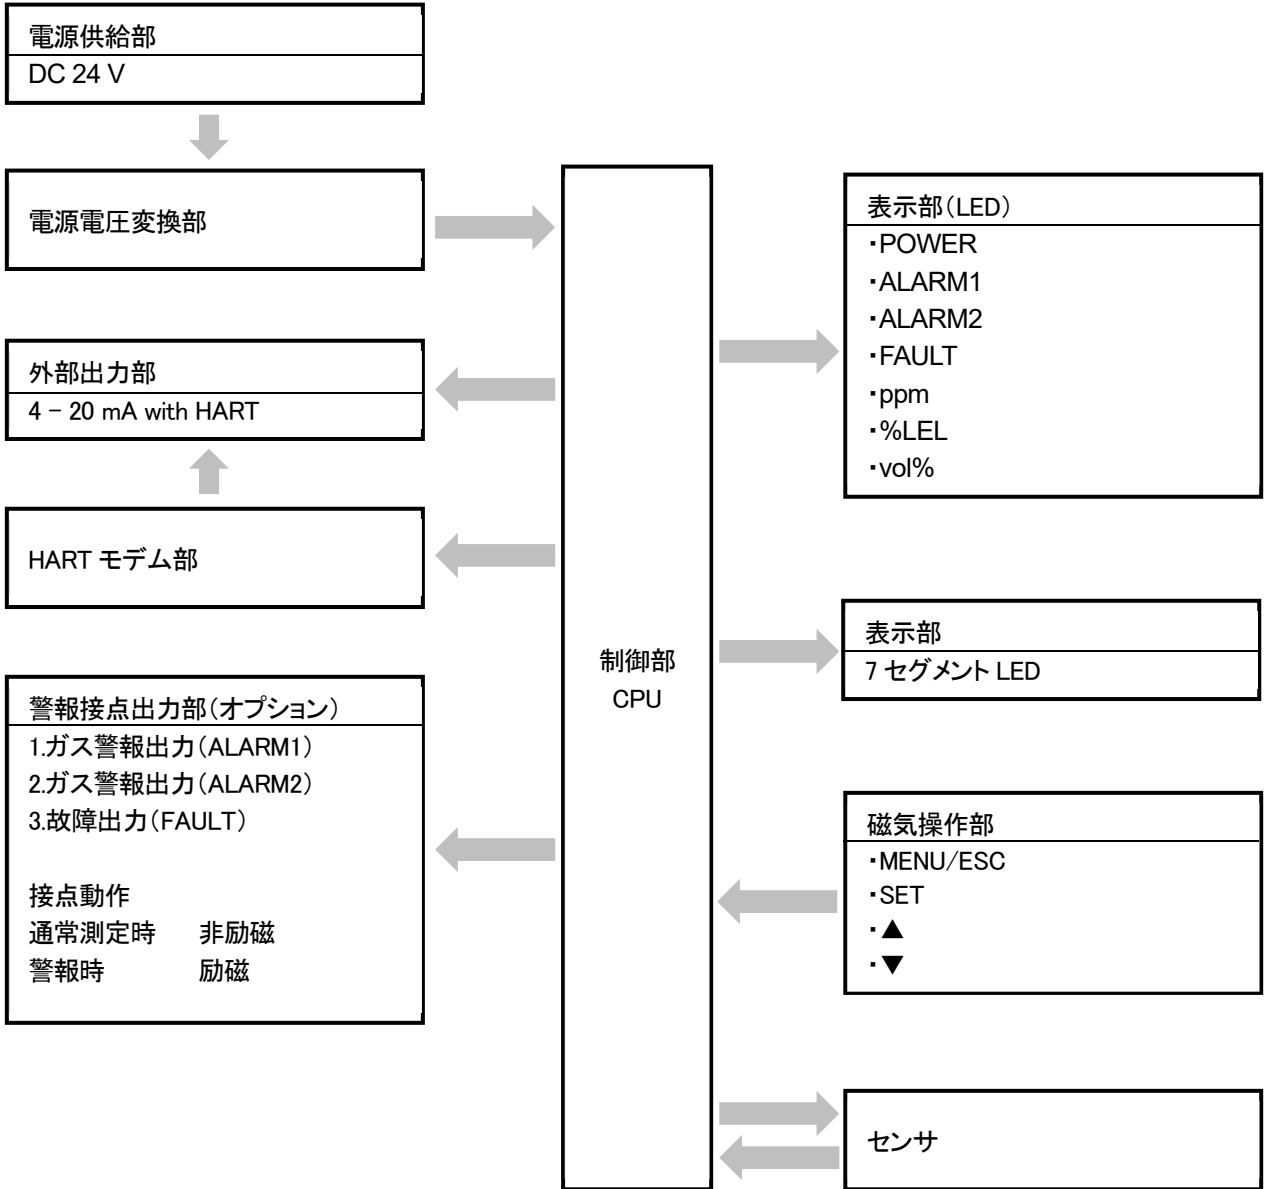 電源供給部
DC 24 V
電源電圧変換部
外部出力部
4 - 20 mA with HART
HART モデム部
警報接点出力部(オプション)
1.ガス警報出力(ALARM1)
2.ガス警報出力(ALARM2)
3.故障出力(FAULT)
接点動作
通常測定時 非励磁
警報時 励磁
制御部
CPU
表示部(LED)
・POWER
・ALARM1
・ALARM2
・FAULT
・ppm
・%LEL
・vol%
表示部
7 セグメント LED
磁気操作部
・MENU/ESC
・SET
・▲
・▼
センサ